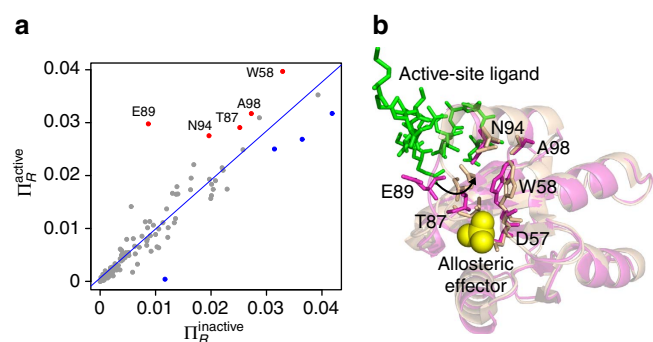 a
0.04
0.03
0.02
0.01
0
Π_R^active
W58
A98
T87
E89
N94
0 0.01 0.02 0.03 0.04
Π_R^inactive
b
Active-site ligand
N94
A98
E89
W58
T87
D57
Allosteric
effector